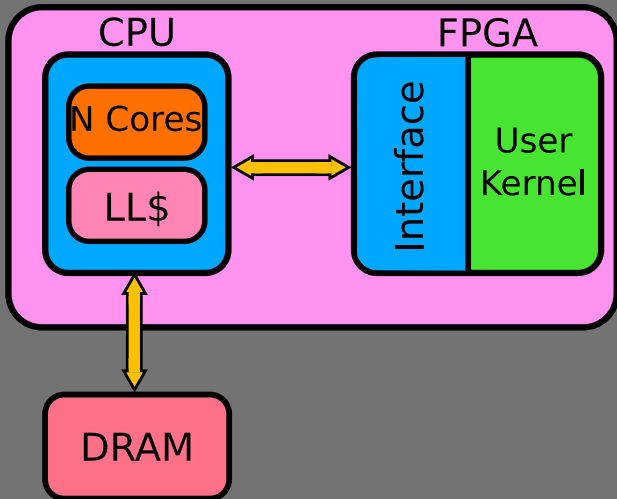 CPU
FPGA
N Cores
LL$
Interface
User
Kernel
DRAM